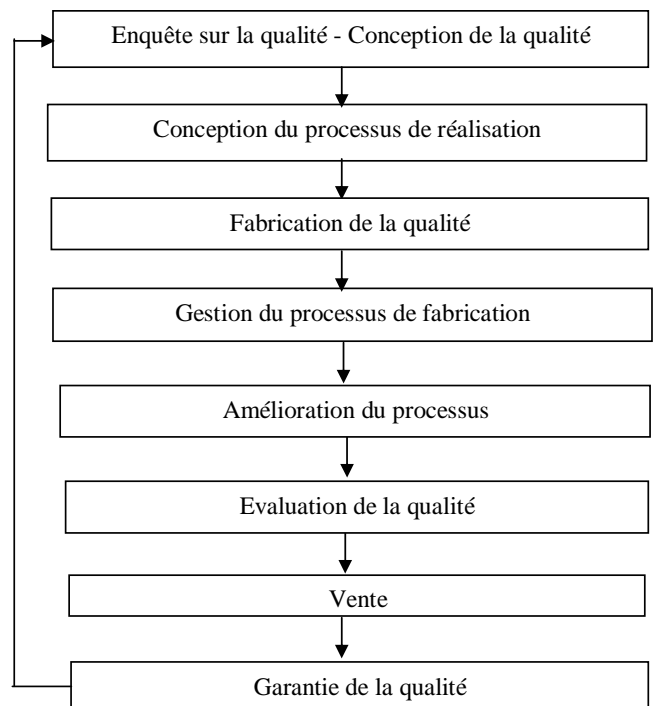 Enquête sur la qualité - Conception de la qualité
Conception du processus de réalisation
Fabrication de la qualité
Gestion du processus de fabrication
Amélioration du processus
Evaluation de la qualité
Vente
Garantie de la qualité